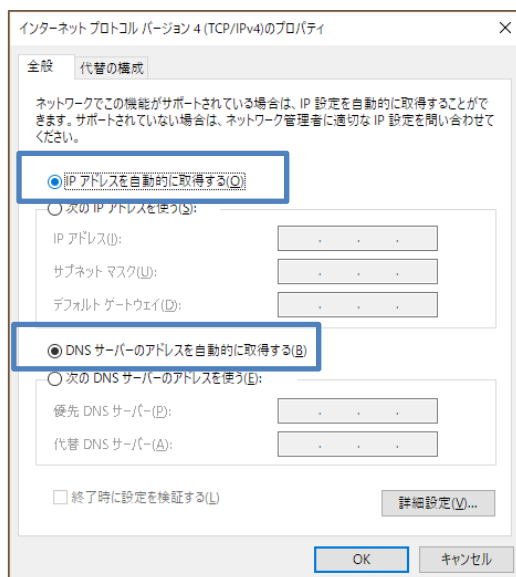 インターネット プロトコル バージョン 4 (TCP/IPv4)のプロパティ
全般
代替の構成
ネットワークでこの機能がサポートされている場合は、IP 設定を自動的に取得することがで
きます。サポートされていない場合は、ネットワーク管理者に適切な IP 設定を問い合わせて
ください。
IP アドレスを自動的に取得する(O)
次の IP アドレスを使う(S):
IP アドレス(I):
サブネット マスク(U):
デフォルト ゲートウェイ(D):
DNS サーバーのアドレスを自動的に取得する(B)
次の DNS サーバーのアドレスを使う(E):
優先 DNS サーバー(P):
代替 DNS サーバー(A):
終了時に設定を検証する(L)
詳細設定(V)...
OK
キャンセル